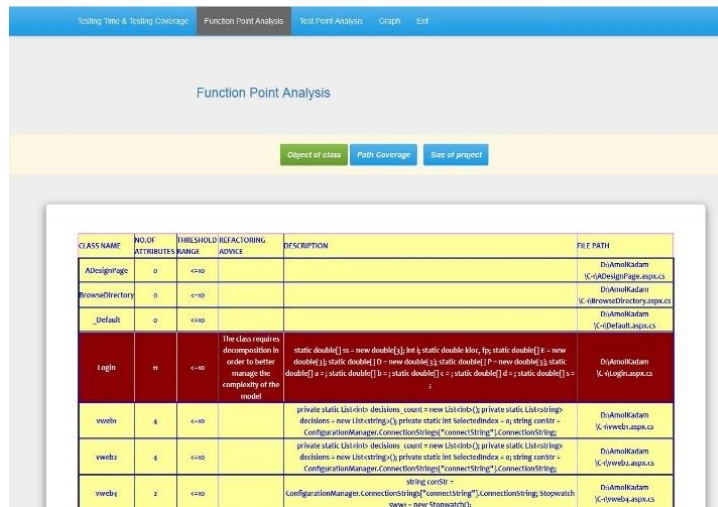 Testing Time & Testing Coverage Function Point Analysis Test Point Analysis Graph Exit
Function Point Analysis
Object of class Path Coverage Size of project
CLASS NAME NO.OF ATTRIBUTES THRESHOLD RANGE REFACTORING ADVICE DESCRIPTION FILE PATH
ADesignPage 0 <=10 D:\AmolKadam
\C-1\ADesignPage.aspx.cs
BrowseDirectory 0 <=10 D:\AmolKadam
\C-1\BrowseDirectory.aspx.cs
_Default 0 <=10 D:\AmolKadam
\C-1\Default.aspx.cs
Login 11 <=10
The class requires
decomposition in
order to better
manage the
complexity of the
model
static double[] ss = new double[3]; int i; static double kloc, fp; static double[] E = new
double[3]; static double[] D = new double[3]; static double[] P = new double[3]; static
double[] a = ; static double[] b = ; static double[] c = ; static double[] d = ; static double[] s =
;
D:\AmolKadam
\C-1\Login.aspx.cs
vweb1 4 <=10
private static List<int> decisions_count = new List<int>(); private static List<string>
decisions = new List<string>(); private static int SelectedIndex = 0; string conStr =
ConfigurationManager.ConnectionStrings["connectString"].ConnectionString;
D:\AmolKadam
\C-1\vweb1.aspx.cs
vweb2 4 <=10
private static List<int> decisions_count = new List<int>(); private static List<string>
decisions = new List<string>(); private static int SelectedIndex = 0; string conStr =
ConfigurationManager.ConnectionStrings["connectString"].ConnectionString;
D:\AmolKadam
\C-1\vweb2.aspx.cs
vweb4 2 <=10
string conStr =
ConfigurationManager.ConnectionStrings["connectString"].ConnectionString; Stopwatch
sww1 = new Stopwatch();
D:\AmolKadam
\C-1\vweb4.aspx.cs